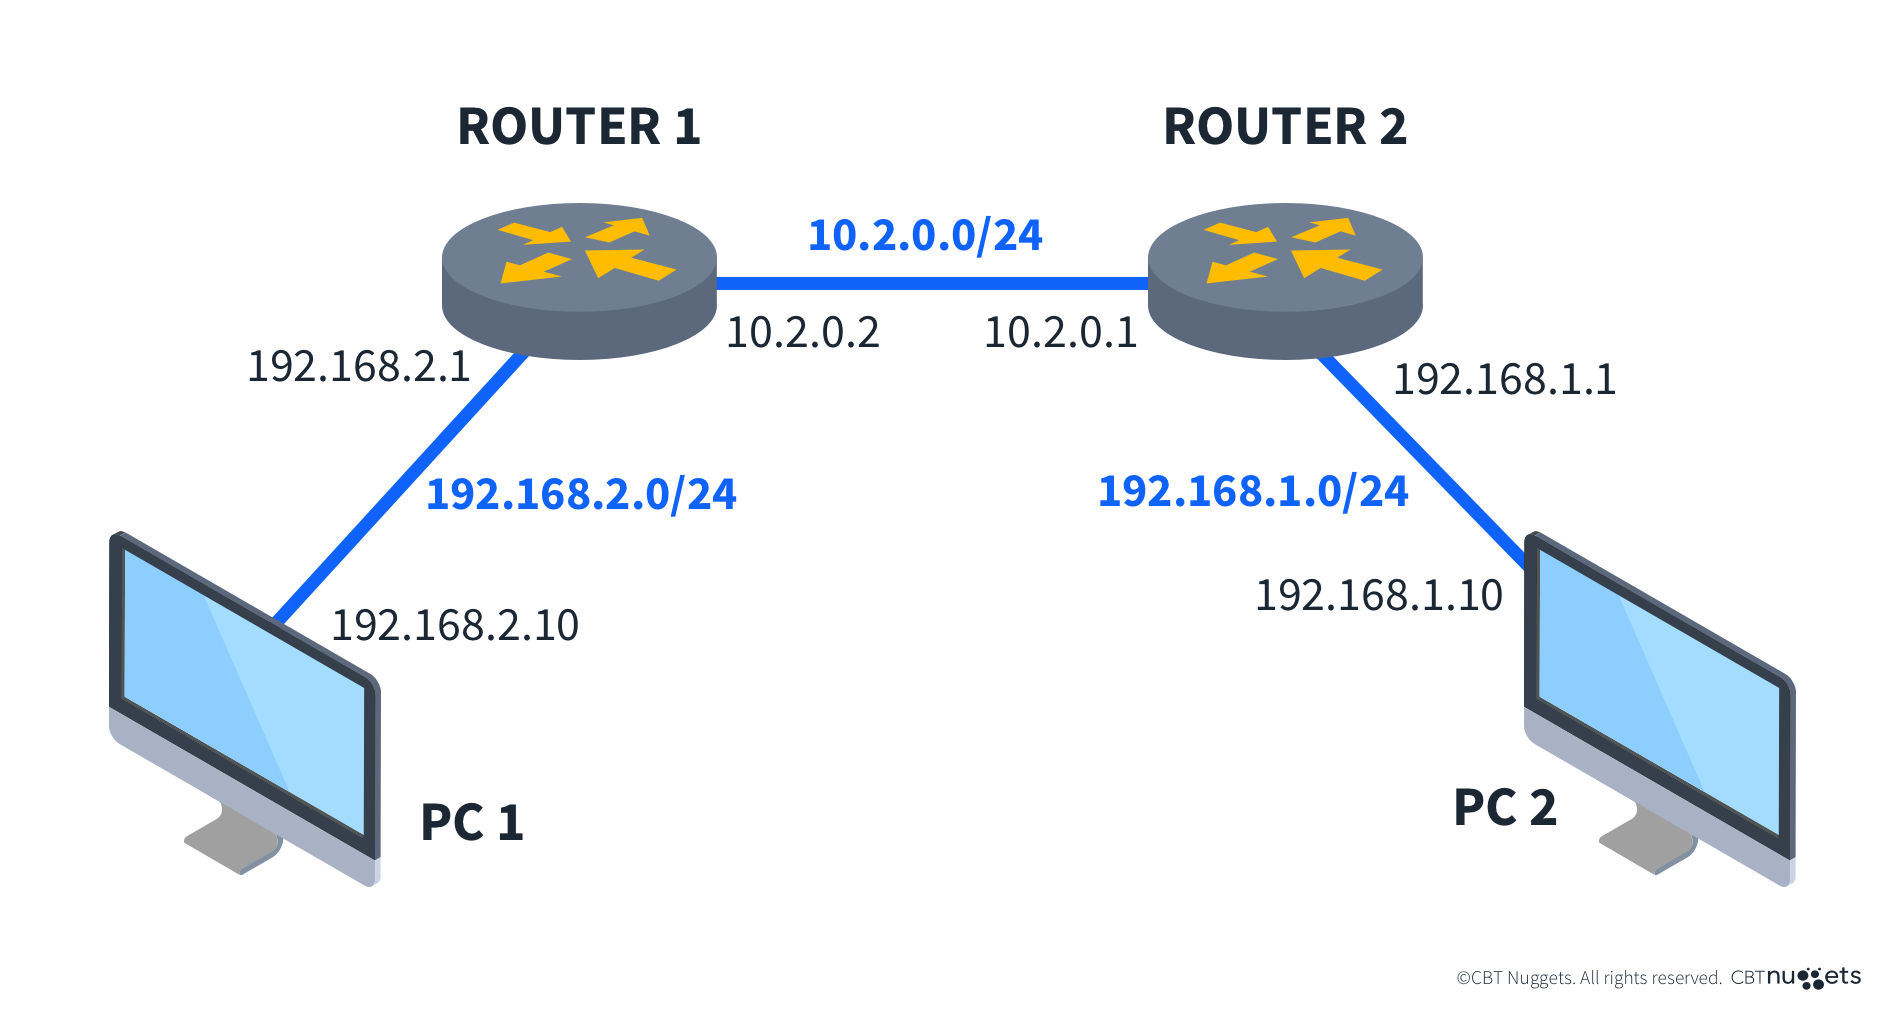 ROUTER 1
ROUTER 2
10.2.0.0/24
10.2.0.2
10.2.0.1
192.168.2.1
192.168.1.1
192.168.2.0/24
192.168.1.0/24
192.168.2.10
192.168.1.10
PC 1
PC 2
©CBT Nuggets. All rights reserved. CBTnuggets